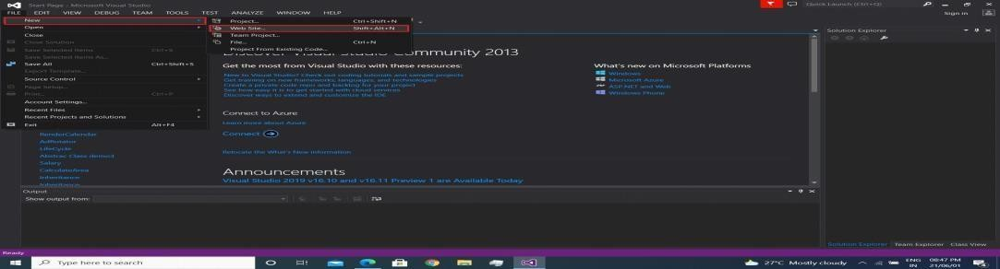 Start Page - Microsoft Visual Studio
Quick Launch (Ctrl+Q)
FILE EDIT VIEW DEBUG TEAM TOOLS TEST ANALYZE WINDOW HELP
Sign in
New
Open
Close
Close Solution
Save Selected Items Ctrl+S
Save Selected Items As...
Save All Ctrl+Shift+S
Export Template...
Source Control
Page Setup...
Print... Ctrl+P
Account Settings...
Recent Files
Recent Projects and Solutions
Exit Alt+F4
Project... Ctrl+Shift+N
Web Site... Shift+Alt+N
Team Project...
File... Ctrl+N
Project From Existing Code...
RenderCalendar
AdRotator
LifeCycle
Abstrac Class democl
Salary
CalculateArea
Inheritance
Inheritance
Discover Visual Studio Community 2013
Get the most from Visual Studio with these resources:
New to Visual Studio? Check out coding tutorials and sample projects
Get training on new frameworks, languages, and technologies
Create a private code repo and backlog for your project
See how easy it is to get started with cloud services
Discover ways to extend and customize the IDE
What's new on Microsoft Platforms
Windows
Microsoft Azure
ASP.NET and Web
Windows Phone
Connect to Azure
Learn more about Azure
Connect
Relocate the What's New information
Announcements
Visual Studio 2019 v16.10 and v16.11 Preview 1 are Available Today
Solution Explorer
Output
Show output from:
Solution Explorer Team Explorer Class View
Ready
Type here to search
27°C Mostly cloudy
ENG
IN
08:47 PM
21/06/01